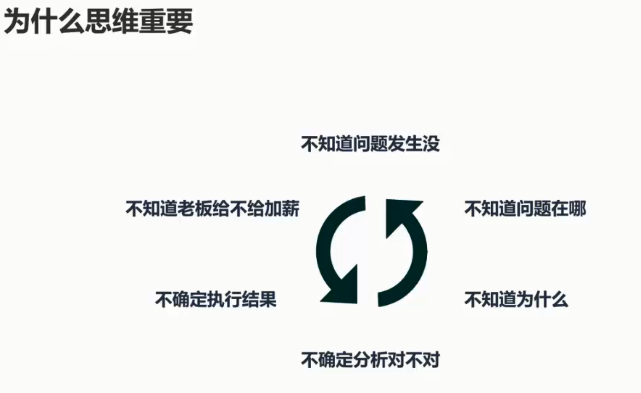 为什么思维重要
不知道问题发生没
不知道老板给不给加薪
不知道问题在哪
不确定执行结果
不知道为什么
不确定分析对不对